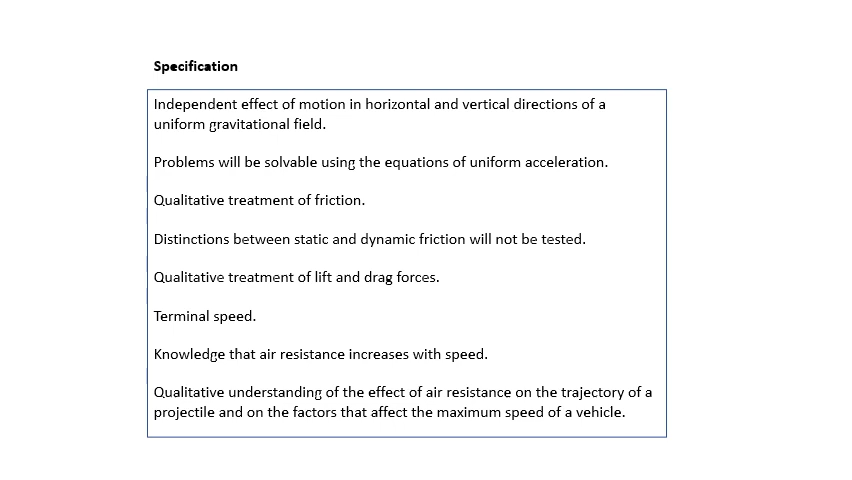 Specification
Independent effect of motion in horizontal and vertical directions of a
uniform gravitational field.
Problems will be solvable using the equations of uniform acceleration.
Qualitative treatment of friction.
Distinctions between static and dynamic friction will not be tested.
Qualitative treatment of lift and drag forces.
Terminal speed.
Knowledge that air resistance increases with speed.
Qualitative understanding of the effect of air resistance on the trajectory of a
projectile and on the factors that affect the maximum speed of a vehicle.